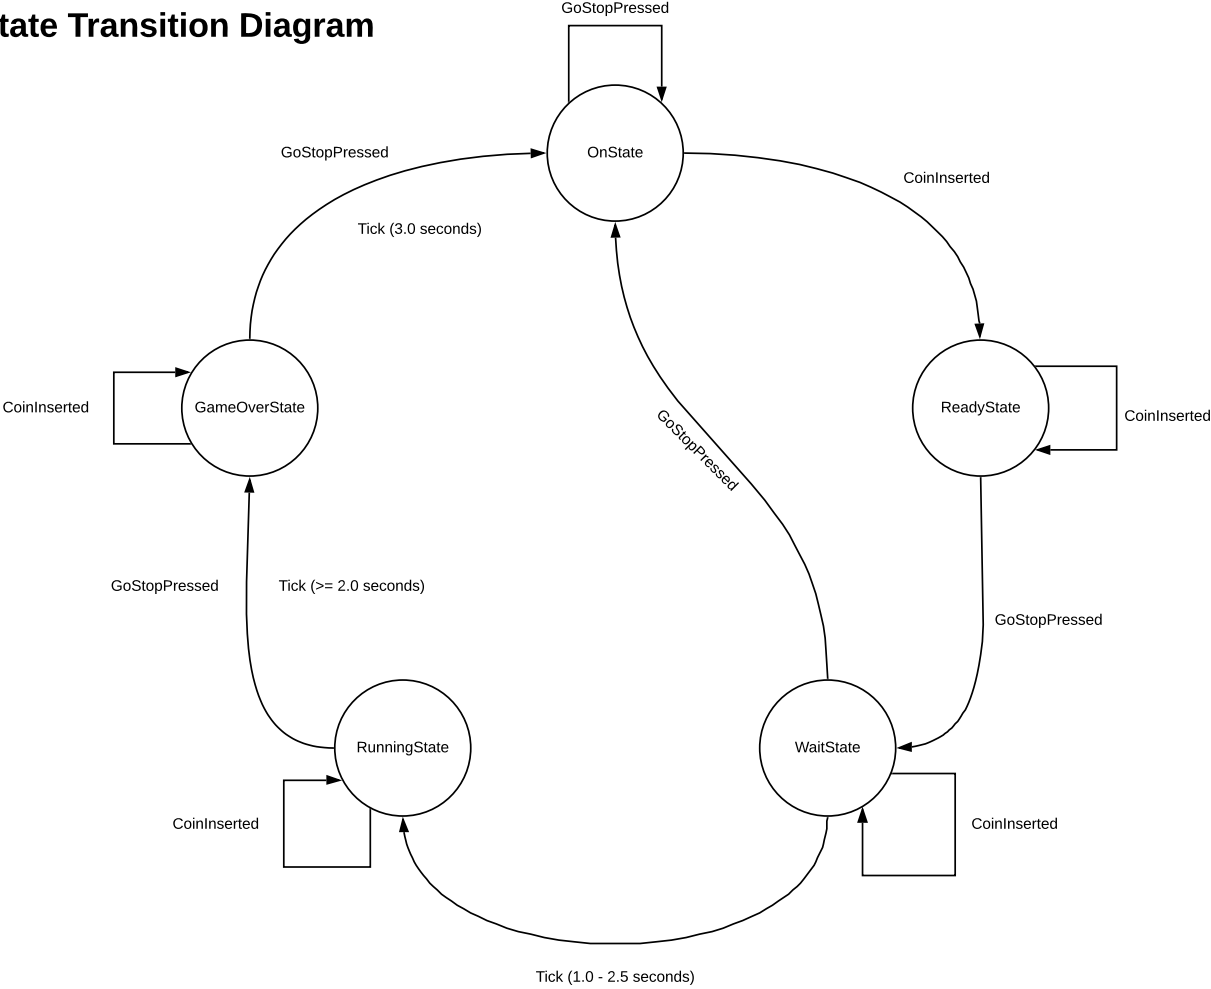 GoStopPressed
tate Transition Diagram
GoStopPressed
OnState
CoinInserted
Tick (3.0 seconds)
CoinInserted
GameOverState
ReadyState
CoinInserted
GoStopPressed
GoStopPressed
Tick (>= 2.0 seconds)
GoStopPressed
RunningState
WaitState
CoinInserted
CoinInserted
Tick (1.0 - 2.5 seconds)